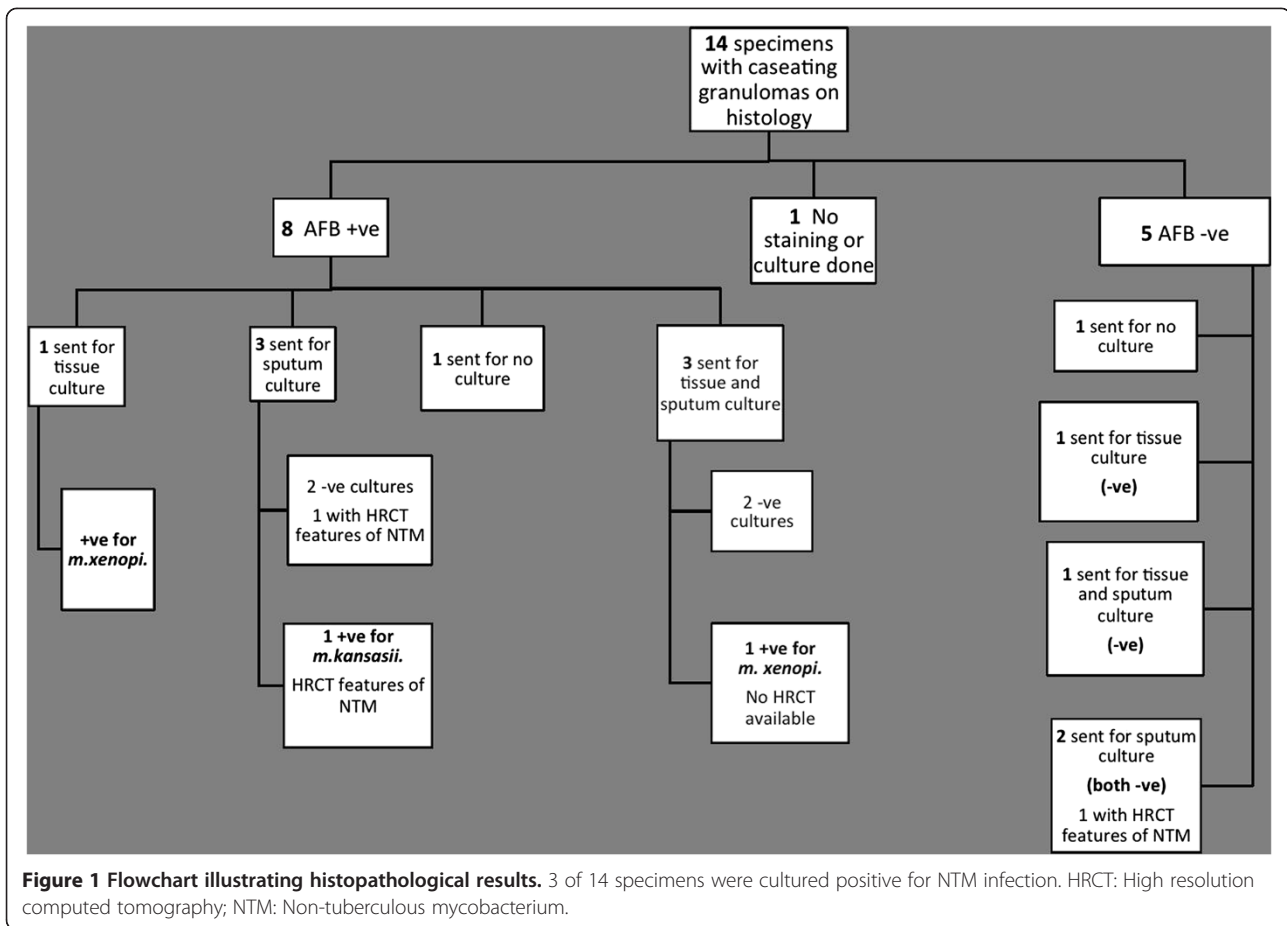 14 specimens
with caseating
granulomas on
histology
8 AFB +ve
1 No
staining or
culture done
5 AFB -ve
1 sent for
tissue
culture
3 sent for
sputum
culture
1 sent for no
culture
3 sent for
tissue and
sputum culture
1 sent for no
culture
1 sent for tissue
culture
(-ve)
+ve for
m.xenopi.
2 -ve cultures
1 with HRCT
features of NTM
2 -ve
cultures
1 sent for tissue
and sputum
culture
(-ve)
1 +ve for
m.kansasii.
HRCT features of
NTM
1 +ve for
m. xenopi.
No HRCT
available
2 sent for sputum
culture
(both -ve)
1 with HRCT
features of NTM
Figure 1 Flowchart illustrating histopathological results. 3 of 14 specimens were cultured positive for NTM infection. HRCT: High resolution
computed tomography; NTM: Non-tuberculous mycobacterium.